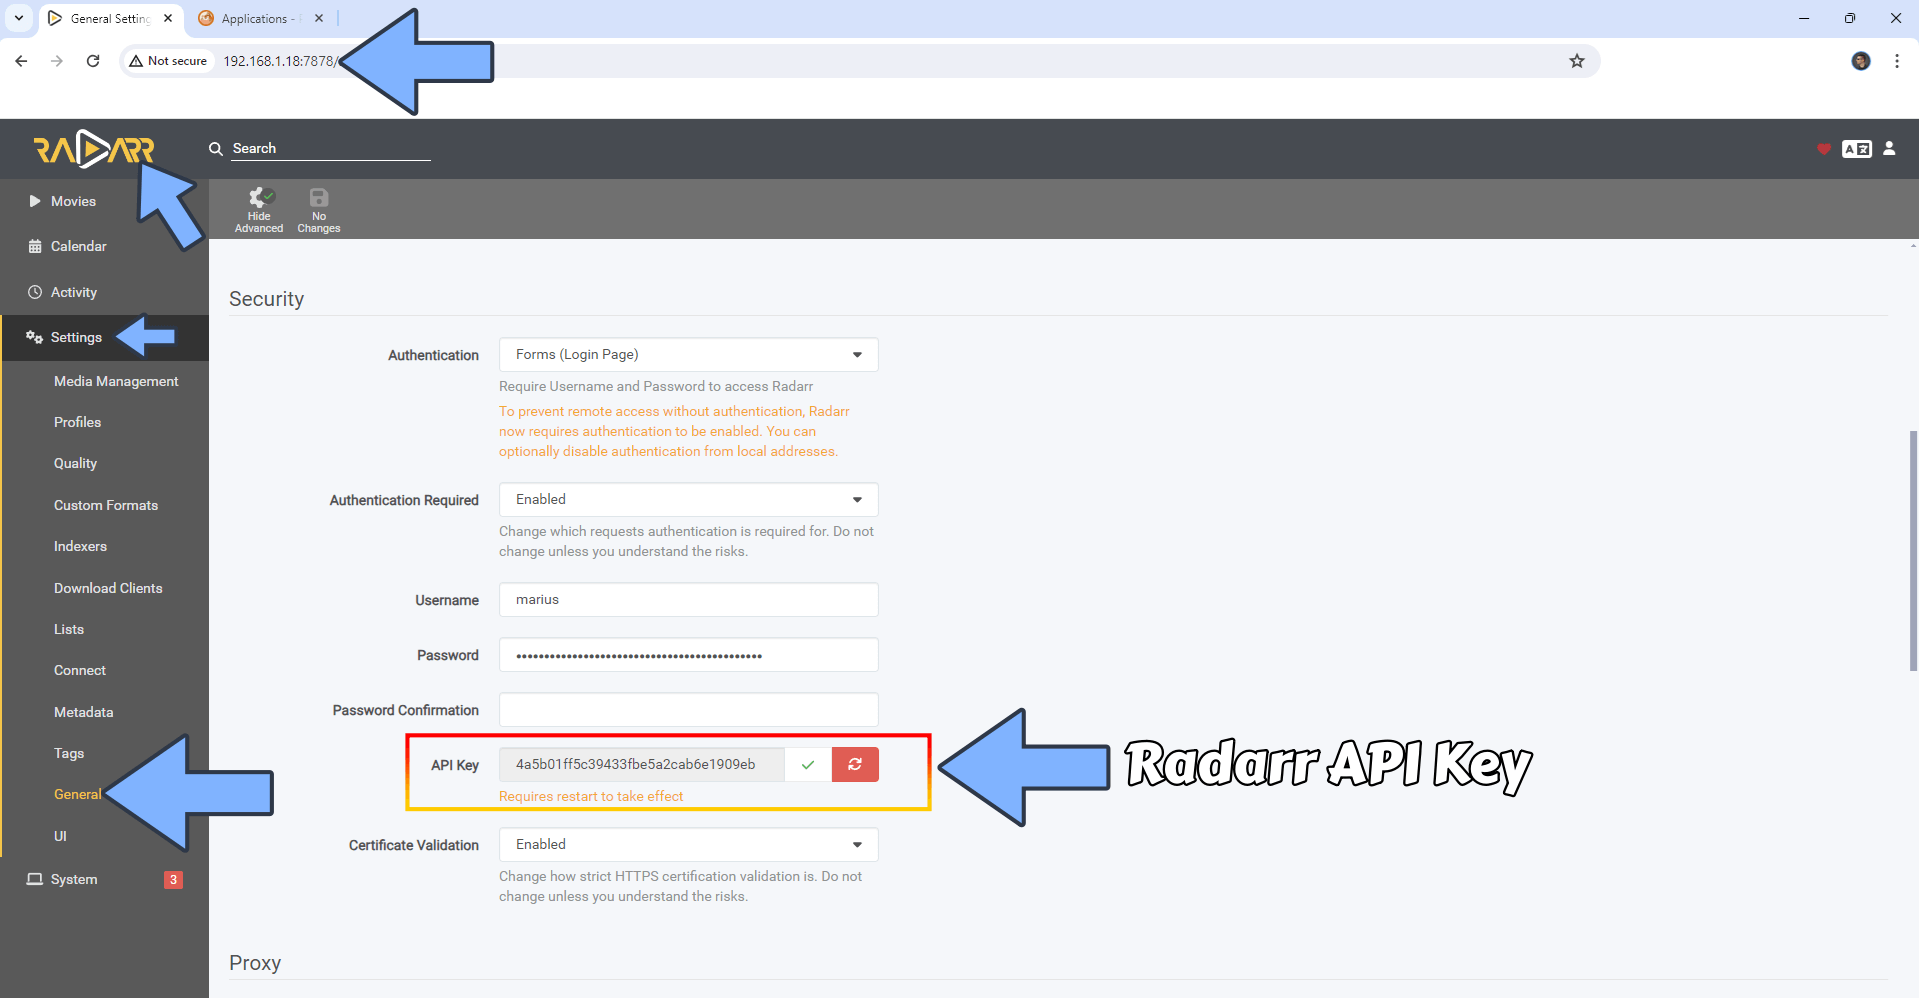 General Setting
Applications -
Not secure
192.168.1.18:7878/
RADARR
Search
Movies
Calendar
Activity
Settings
Media Management
Profiles
Quality
Custom Formats
Indexers
Download Clients
Lists
Connect
Metadata
Tags
General
UI
System
3
Hide
Advanced
No
Changes
Security
Authentication
Forms (Login Page)
Require Username and Password to access Radarr
To prevent remote access without authentication, Radarr
now requires authentication to be enabled. You can
optionally disable authentication from local addresses.
Authentication Required
Enabled
Change which requests authentication is required for. Do not
change unless you understand the risks.
Username
marius
Password
••••••••••••••••••••••••••••••••••••••••••••
Password Confirmation
API Key
4a5b01ff5c39433fbe5a2cab6e1909eb
Requires restart to take effect
Radarr API Key
Certificate Validation
Enabled
Change how strict HTTPS certification validation is. Do not
change unless you understand the risks.
Proxy